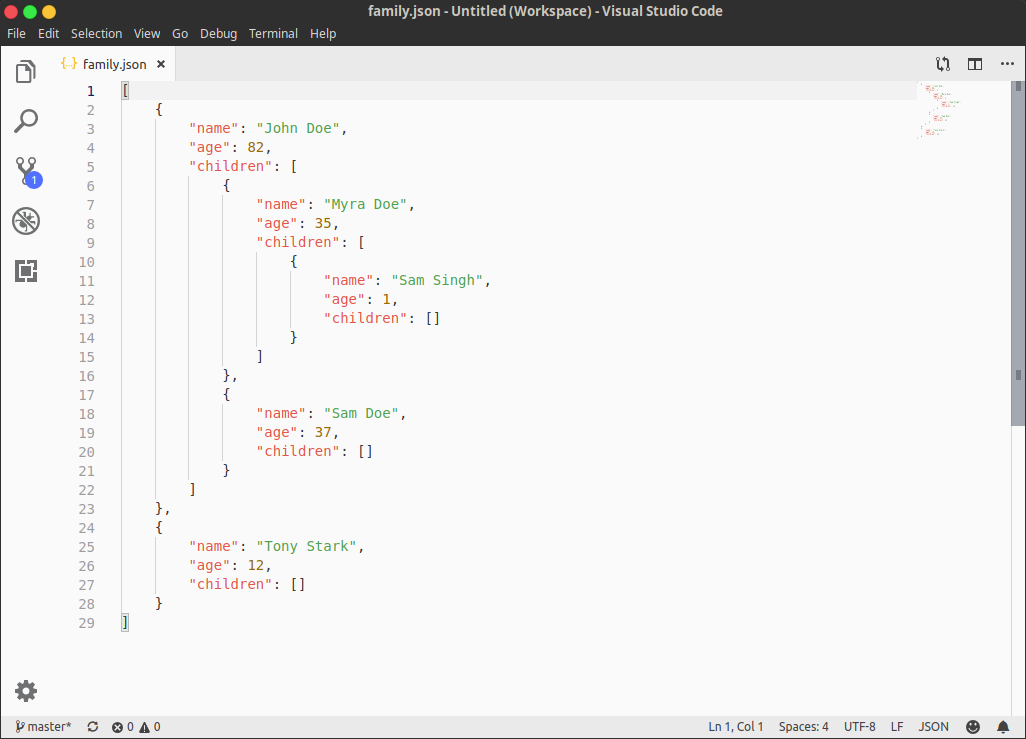 family.json - Untitled (Workspace) - Visual Studio Code
File Edit Selection View Go Debug Terminal Help
{..} family.json ×
1 [
2     {
3         "name": "John Doe",
4         "age": 82,
5         "children": [
6             {
7                 "name": "Myra Doe",
8                 "age": 35,
9                 "children": [
10                     {
11                         "name": "Sam Singh",
12                         "age": 1,
13                         "children": []
14                     }
15                 ]
16             },
17             {
18                 "name": "Sam Doe",
19                 "age": 37,
20                 "children": []
21             }
22         ]
23     },
24     {
25         "name": "Tony Stark",
26         "age": 12,
27         "children": []
28     }
29 ]
1
master* 0 0 Ln 1, Col 1 Spaces: 4 UTF-8 LF JSON